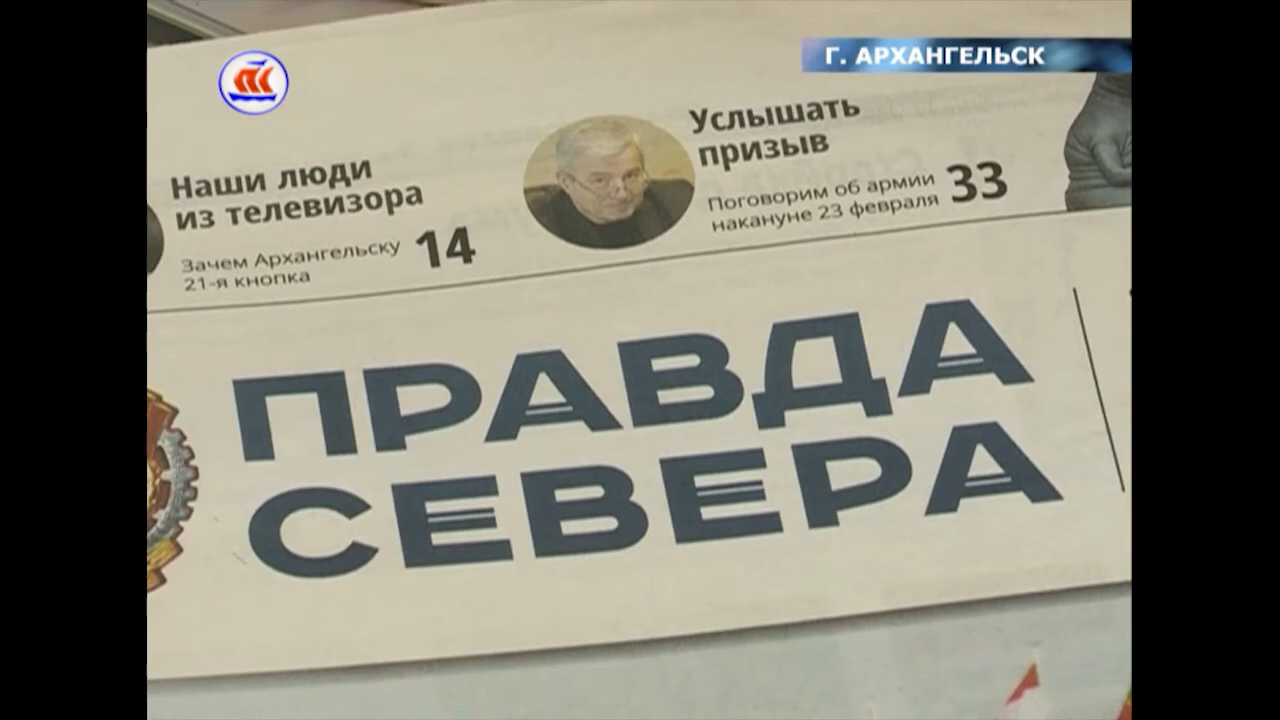 Г. АРХАНГЕЛЬСК
Наши люди
из телевизора
Зачем Архангельску
21-я кнопка
14
Услышать
призыв
Поговорим об армии
накануне 23 февраля
33
ПРАВДА
СЕВЕРА